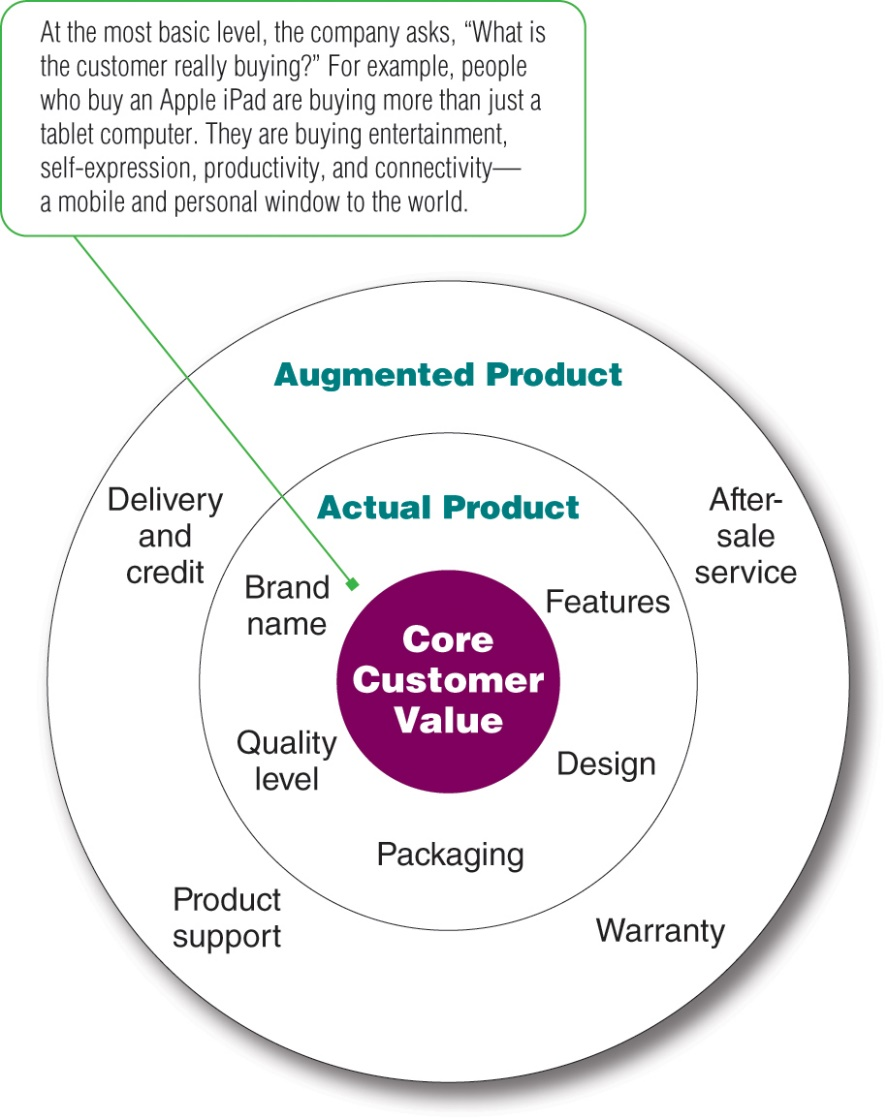 At the most basic level, the company asks, “What is
the customer really buying?” For example, people
who buy an Apple iPad are buying more than just a
tablet computer. They are buying entertainment,
self-expression, productivity, and connectivity—
a mobile and personal window to the world.
Augmented Product
Actual Product
Delivery
and
credit
After-
sale
service
Brand
name
Features
Core
Customer
Value
Quality
level
Design
Packaging
Product
support
Warranty